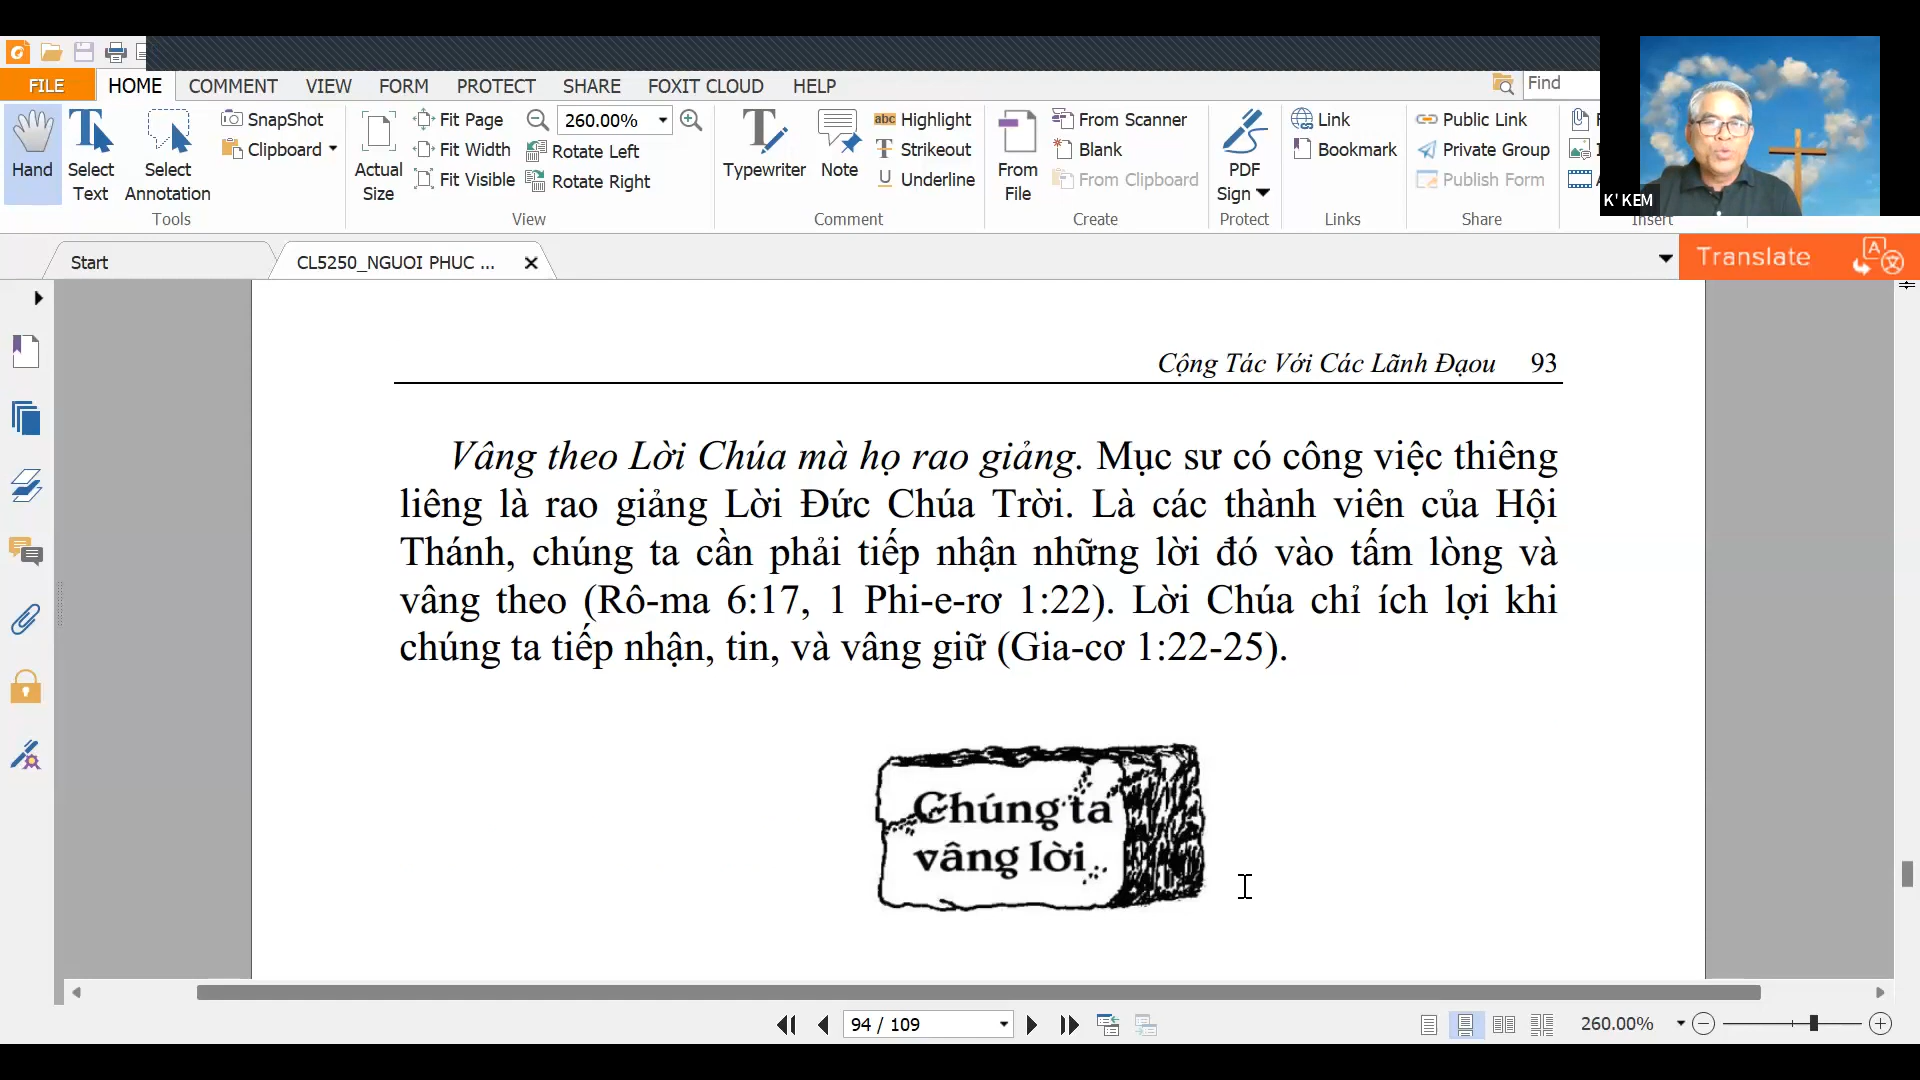 FILE HOME COMMENT VIEW FORM PROTECT SHARE FOXIT CLOUD HELP
Find
Hand
Select Text
Select Annotation
SnapShot
Clipboard
Tools
Actual Size
Fit Page
Fit Width
Fit Visible
260.00%
Rotate Left
Rotate Right
View
Typewriter
Note
Highlight
Strikeout
Underline
Comment
From File
From Scanner
Blank
From Clipboard
Create
PDF Sign
Protect
Link
Bookmark
Links
Public Link
Private Group
Publish Form
Share
Insert
K' KEM
Start
CL5250_NGUOI PHUC ...
Translate
Cộng Tác Với Các Lãnh Đạou 93
Vâng theo Lời Chúa mà họ rao giảng. Mục sư có công việc thiêng
liêng là rao giảng Lời Đức Chúa Trời. Là các thành viên của Hội
Thánh, chúng ta cần phải tiếp nhận những lời đó vào tấm lòng và
vâng theo (Rô-ma 6:17, 1 Phi-e-rơ 1:22). Lời Chúa chỉ ích lợi khi
chúng ta tiếp nhận, tin, và vâng giữ (Gia-cơ 1:22-25).
Chúng ta
vâng lời
94 / 109
260.00%